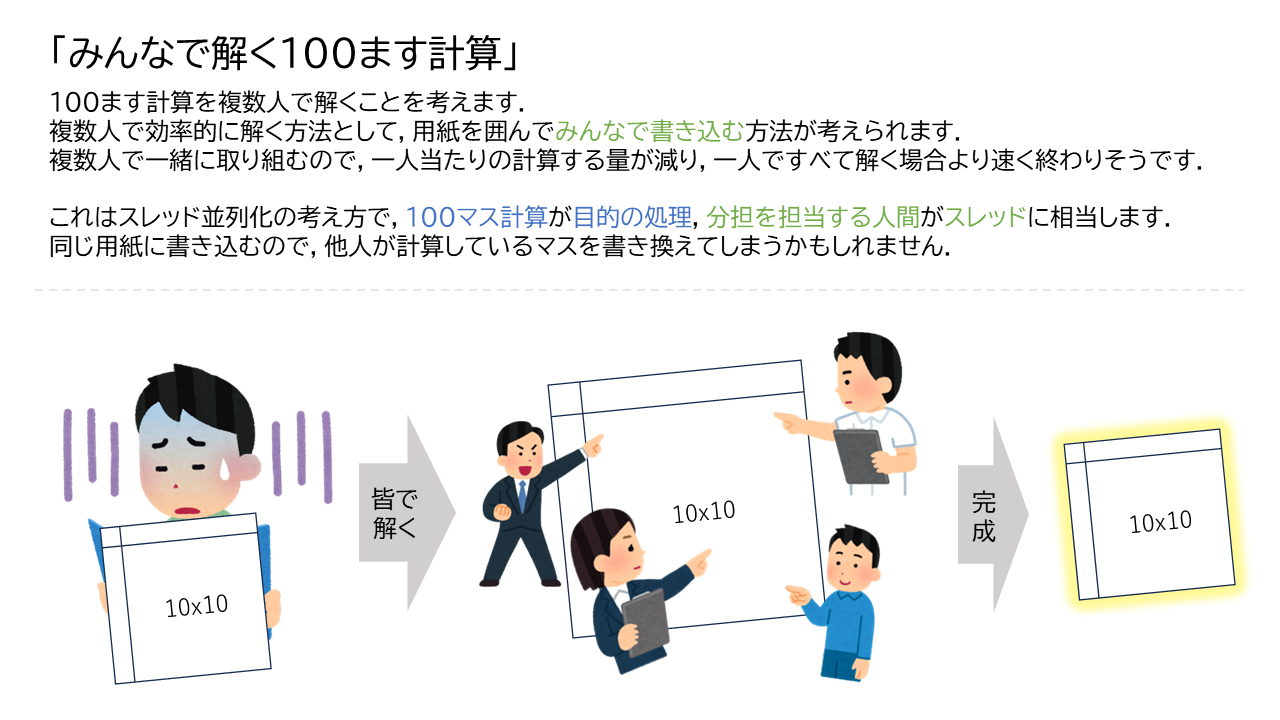 「みんなで解く100ます計算」
100ます計算を複数人で解くことを考えます．
複数人で効率的に解く方法として，用紙を囲んでみんなで書き込む方法が考えられます．
複数人で一緒に取り組むので，一人当たりの計算する量が減り，一人ですべて解く場合より速く終わりそうです．
これはスレッド並列化の考え方で，100マス計算が目的の処理，分担を担当する人間がスレッドに相当します．
同じ用紙に書き込むので，他人が計算しているマスを書き換えてしまうかもしれません．
10x10
皆で
解く
10x10
完
成
10x10